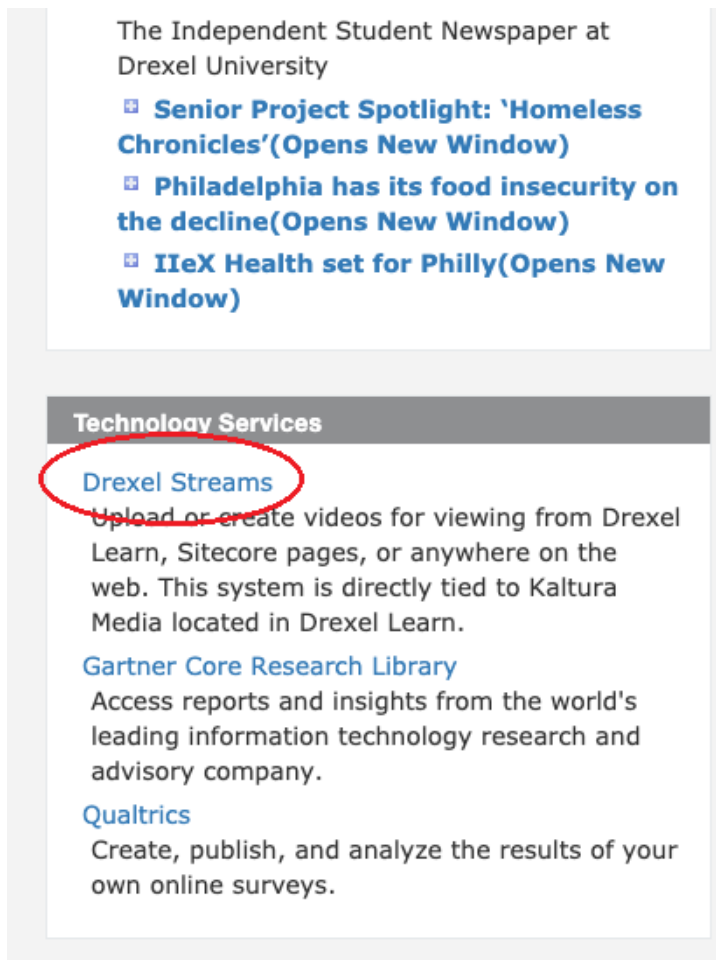 The Independent Student Newspaper at
Drexel University
Senior Project Spotlight: ‘Homeless
Chronicles’(Opens New Window)
Philadelphia has its food insecurity on
the decline(Opens New Window)
IIeX Health set for Philly(Opens New
Window)
Technology Services
Drexel Streams
Upload or create videos for viewing from Drexel
Learn, Sitecore pages, or anywhere on the
web. This system is directly tied to Kaltura
Media located in Drexel Learn.
Gartner Core Research Library
Access reports and insights from the world's
leading information technology research and
advisory company.
Qualtrics
Create, publish, and analyze the results of your
own online surveys.